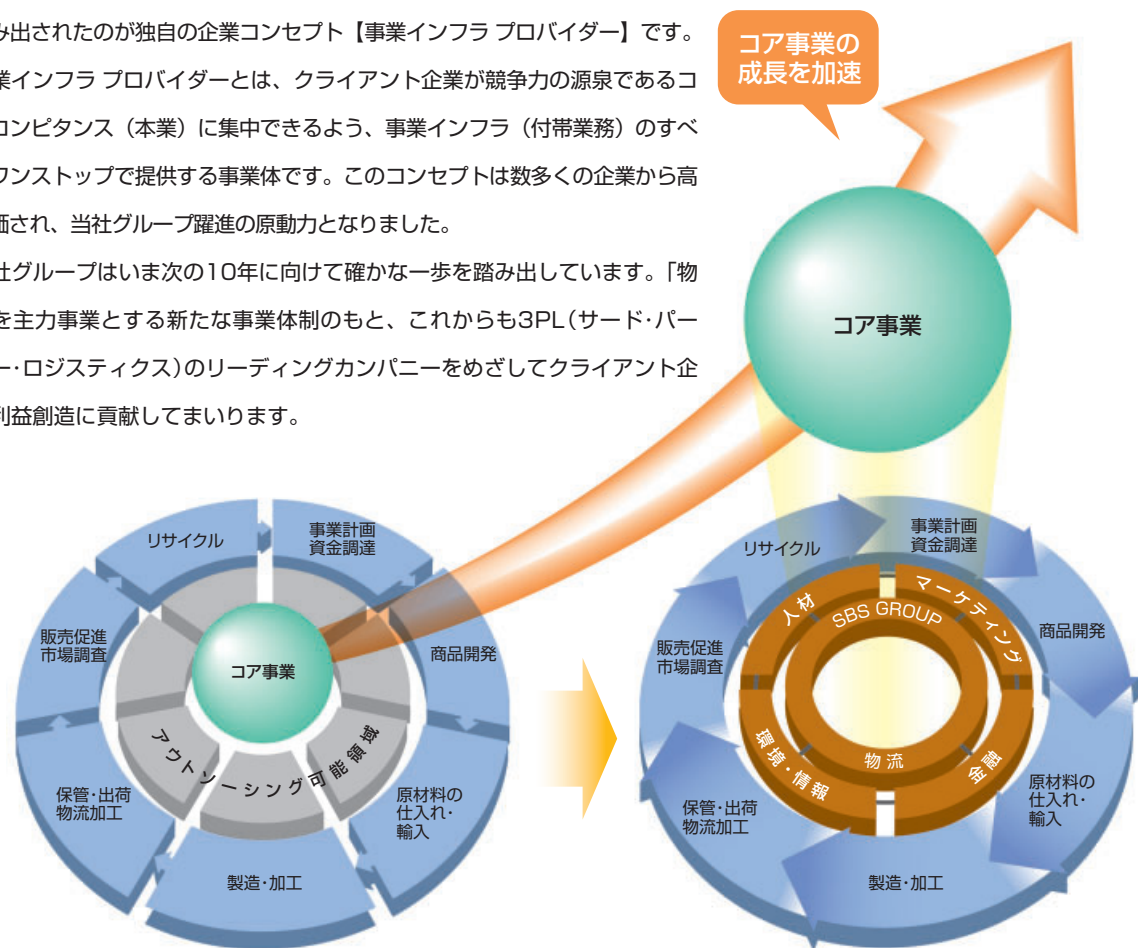 み出されたのが独自の企業コンセプト【事業インフラ プロバイダー】です。
業インフラ プロバイダーとは、クライアント企業が競争力の源泉であるコ
コンピタンス（本業）に集中できるよう、事業インフラ（付帯業務）のすべ
ワンストップで提供する事業体です。このコンセプトは数多くの企業から高
価され、当社グループ躍進の原動力となりました。
社グループはいま次の10年に向けて確かな一歩を踏み出しています。「物
を主力事業とする新たな事業体制のもと、これからも3PL（サード・パー
ー・ロジスティクス）のリーディングカンパニーをめざしてクライアント企
利益創造に貢献してまいります。
コア事業の
成長を加速
コア事業
リサイクル
事業計画
資金調達
販売促進
市場調査
コア事業
商品開発
アウトソーシング可能領域
保管・出荷
物流加工
原材料の
仕入れ・
輸入
製造・加工
リサイクル
事業計画
資金調達
人材
マーケティング
SBS GROUP
販売促進
市場調査
商品開発
環境・情報
物流
金融
保管・出荷
物流加工
原材料の
仕入れ・
輸入
製造・加工